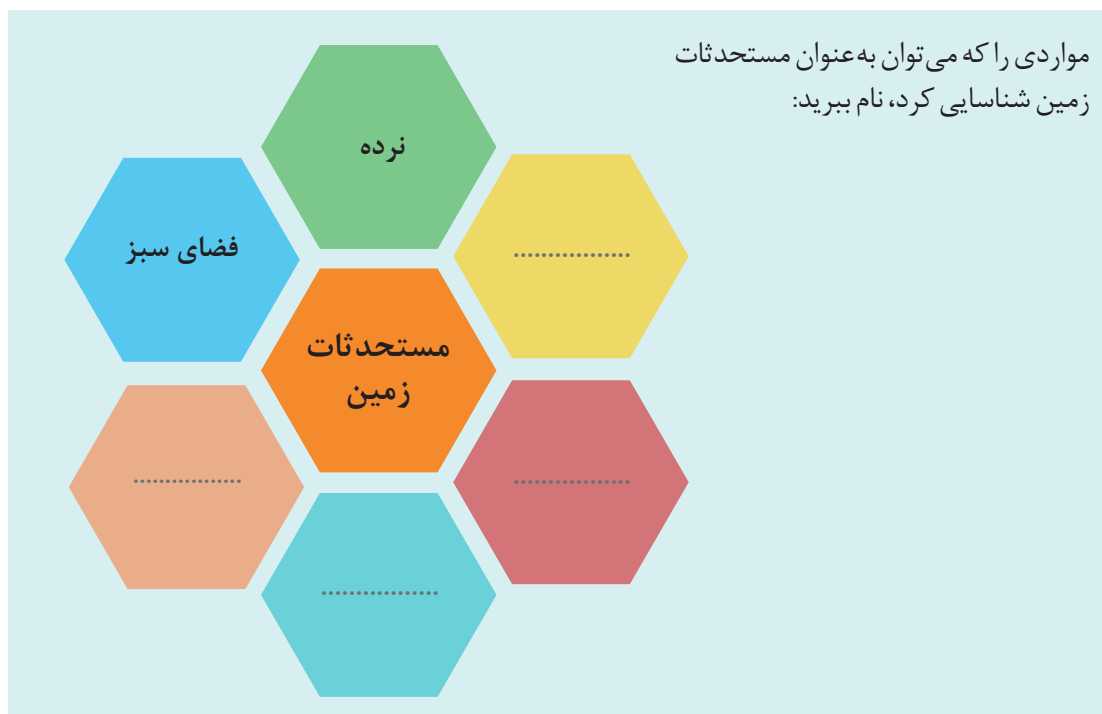 مواردی را که می‌توان به‌عنوان مستحدثات
زمین شناسایی کرد، نام ببرید:
نرده
.................
فضای سبز
مستحدثات
زمین
.................
.................
.................